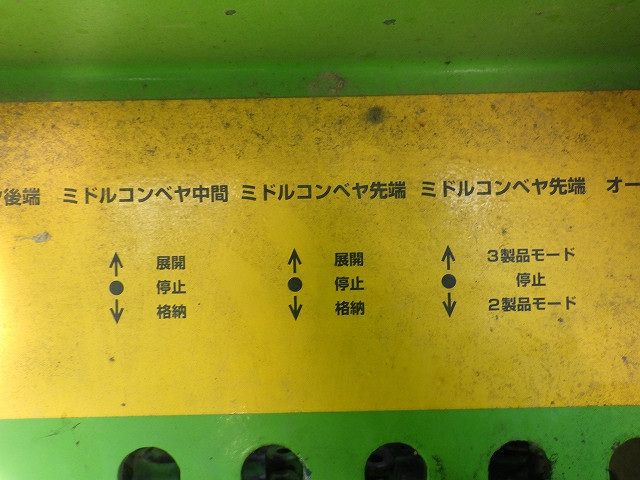 後端 ミドルコンベヤ中間 ミドルコンベヤ先端 ミドルコンベヤ先端 オー
↑ 展開 ↑ 展開 ↑ 3製品モード
● 停止 ● 停止 ● 停止
↓ 格納 ↓ 格納 ↓ 2製品モード